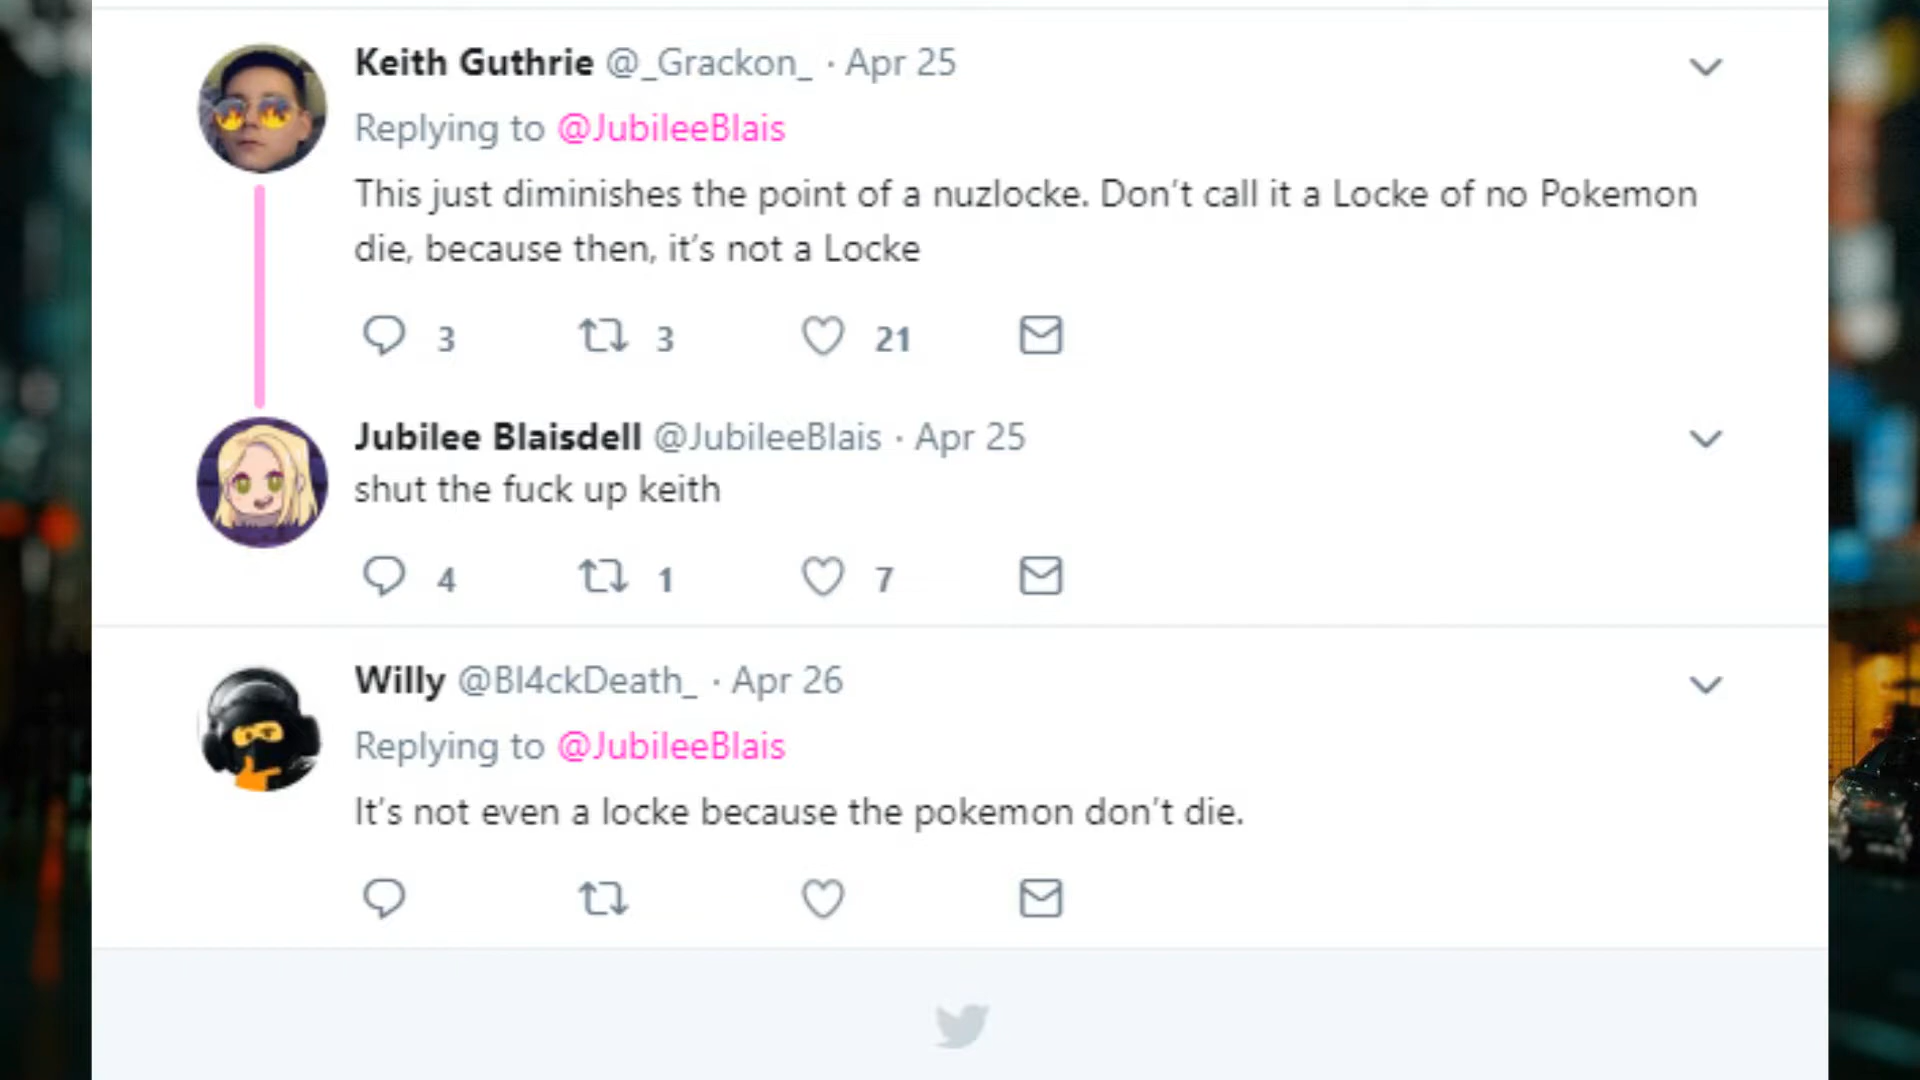 Keith Guthrie @_Grackon_ · Apr 25
Replying to @JubileeBlais
This just diminishes the point of a nuzlocke. Don’t call it a Locke of no Pokemon
die, because then, it’s not a Locke
3 3 21
Jubilee Blaisdell @JubileeBlais · Apr 25
shut the fuck up keith
4 1 7
Willy @Bl4ckDeath_ · Apr 26
Replying to @JubileeBlais
It’s not even a locke because the pokemon don’t die.